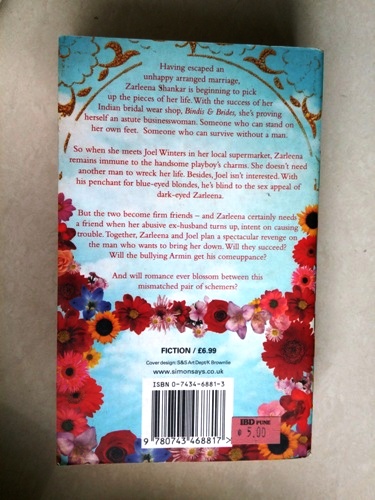 Having escaped an
unhappy arranged marriage,
Zarleena Shankar is beginning to pick
up the pieces of her life. With the success of her
Indian bridal wear shop, Bindis & Brides, she's proving
herself an astute businesswoman. Someone who can stand on
her own feet. Someone who can survive without a man.
So when she meets Joel Winters in her local supermarket, Zarleena
remains immune to the handsome playboy's charms. She doesn't need
another man to wreck her life. Besides, Joel isn't interested. With
his penchant for blue-eyed blondes, he's blind to the sex appeal of
dark-eyed Zarleena.
But the two become firm friends – and Zarleena certainly needs
a friend when her abusive ex-husband turns up, intent on causing
trouble. Together, Zarleena and Joel plan a spectacular revenge on
the man who wants to bring her down. Will they succeed?
Will the bullying Armin get his comeuppance?
And will romance ever blossom between this
mismatched pair of schemers?
FICTION / £6.99
Cover design: S&S Art Dept/K Brownlie
www.simonsays.co.uk
ISBN 0-7434-6881-3
9 780743 468817 >
IBD PUNE
5.00